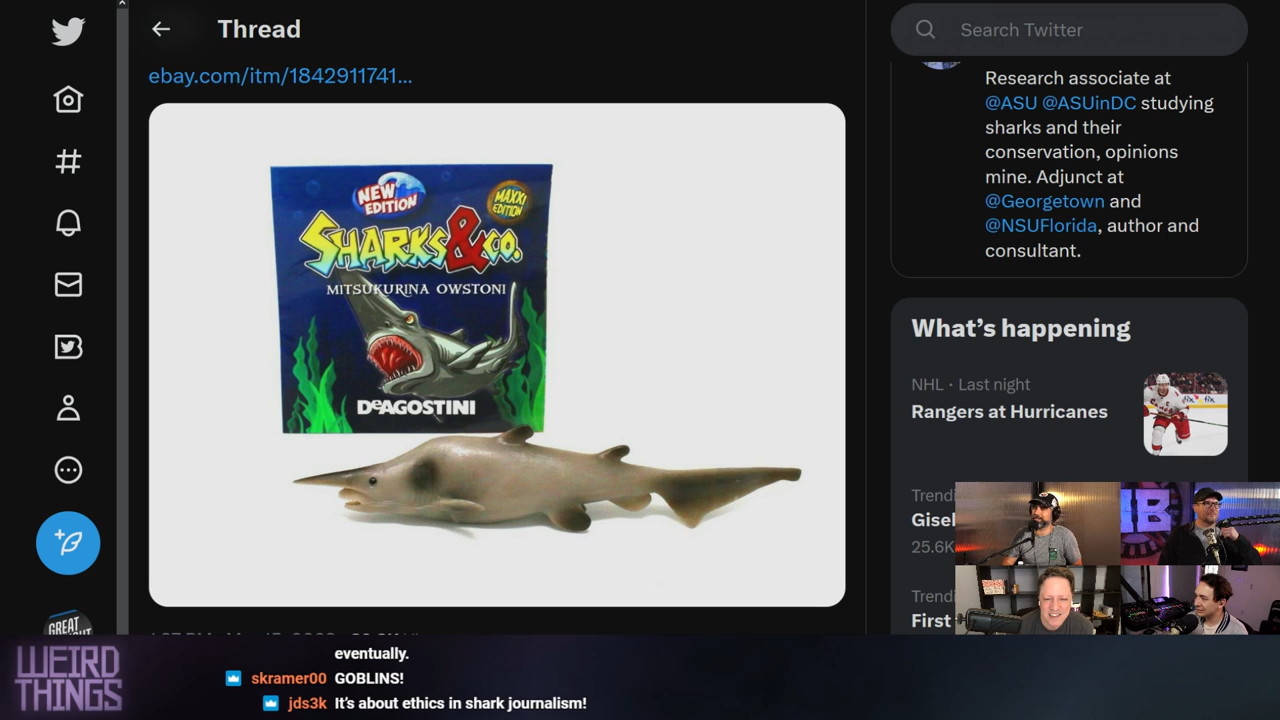 Thread
ebay.com/itm/1842911741...
NEW
EDITION
MAXXI
EDITION
SHARKS & CO.
MITSUKURINA OWSTONI
DeAGOSTINI
Search Twitter
Research associate at
@ASU @ASUinDC studying
sharks and their
conservation, opinions
mine. Adjunct at
@Georgetown and
@NSUFlorida, author and
consultant.
What's happening
NHL · Last night
Rangers at Hurricanes
Trendi
Gisel
25.6K
Trendi
First
GREAT
WEIRD
THINGS
eventually.
skramer00 GOBLINS!
jds3k It's about ethics in shark journalism!